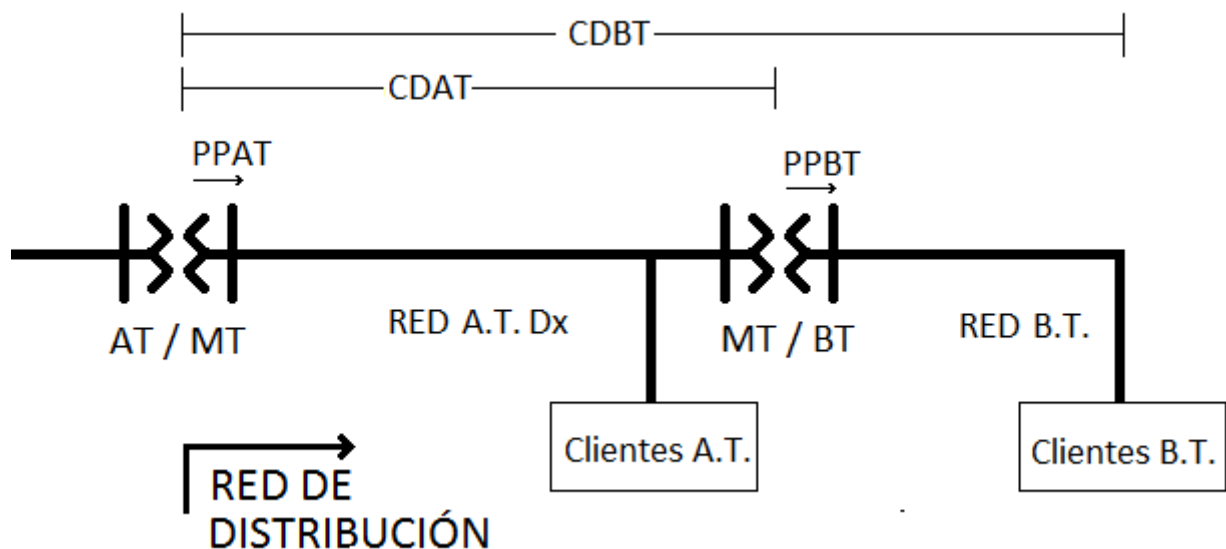 CDBT
CDAT
PPAT
PPBT
AT / MT
RED A.T. Dx
MT / BT
RED B.T.
Clientes A.T.
Clientes B.T.
RED DE
DISTRIBUCIÓN